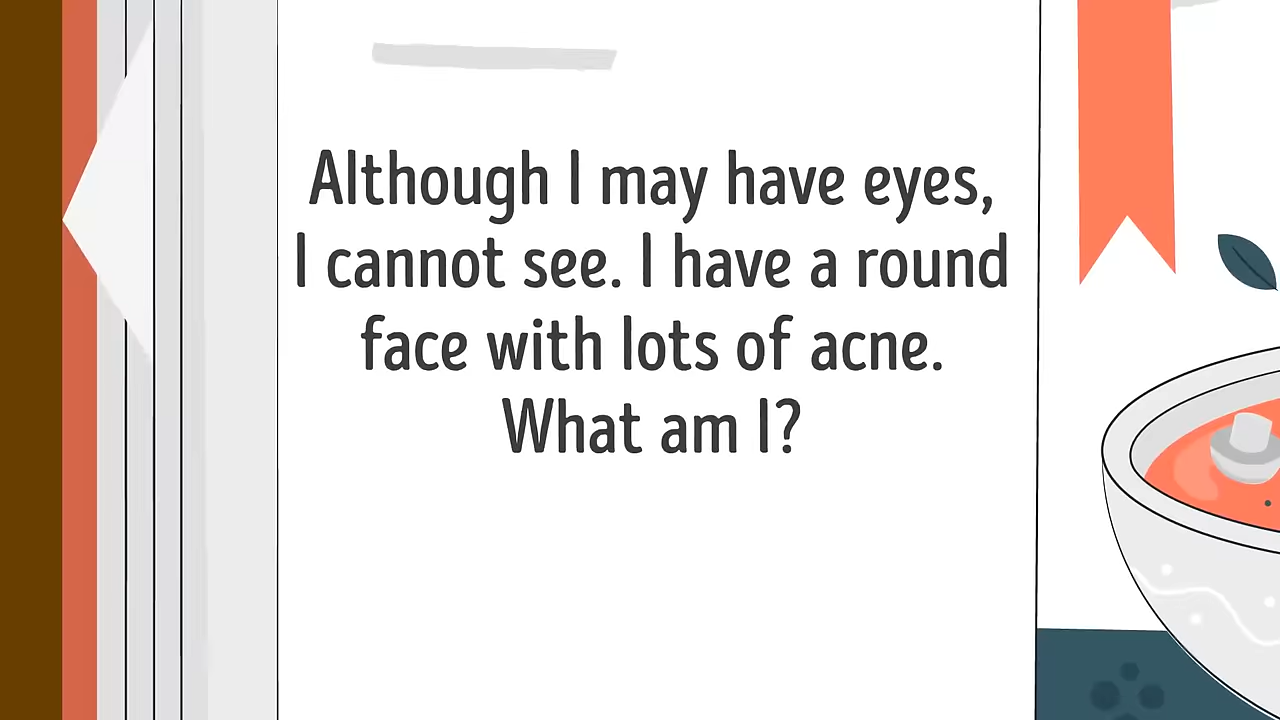 Although I may have eyes,
I cannot see. I have a round
face with lots of acne.
What am I?